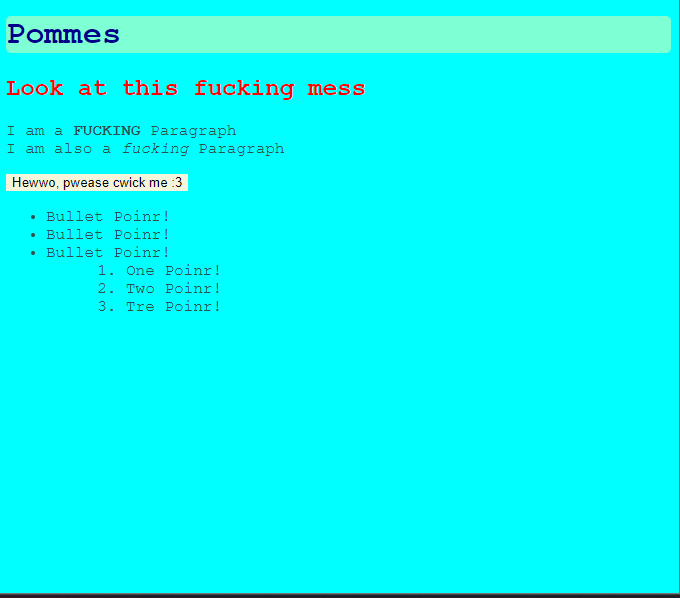 Pommes
Look at this fucking mess
I am a FUCKING Paragraph
I am also a fucking Paragraph
Hewwo, pwease cwick me :3
• Bullet Poinr!
• Bullet Poinr!
• Bullet Poinr!
1. One Poinr!
2. Two Poinr!
3. Tre Poinr!